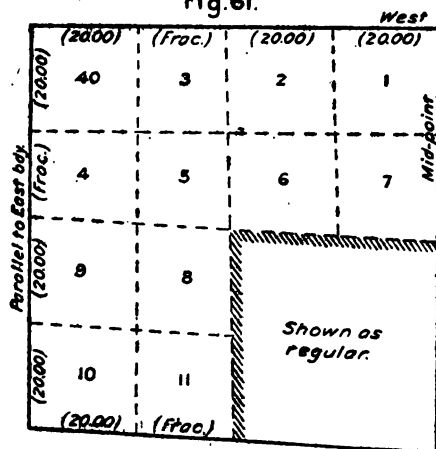 Fig.61.
West
(20.00) (Frac.) (20.00) (20.00)
(20.00) 40 3 2 1
Mid-point
Parallel to East bdy.
(Frac.) 4 5 6 7
(20.00) 9 8
Shown as
regular.
(20.00) 10 11
(20.00) (Frac.)